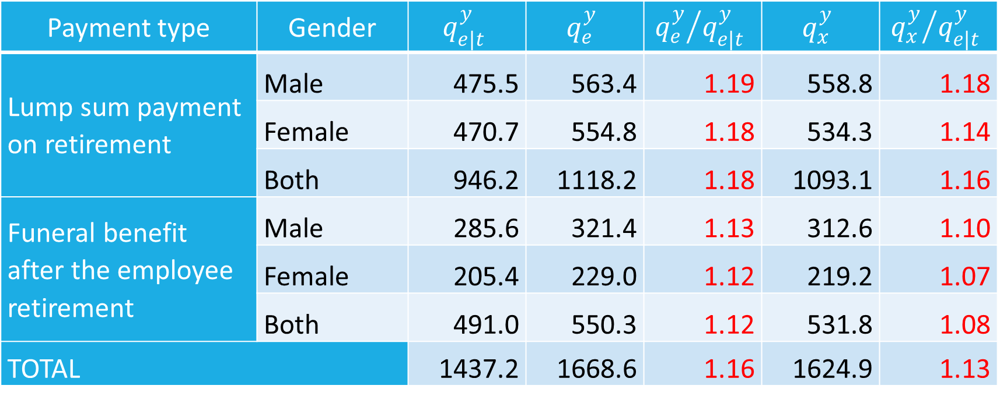 Payment type Gender q_{e|t}^{y} q_{e}^{y} q_{e}^{y}/q_{e|t}^{y} q_{x}^{y} q_{x}^{y}/q_{e|t}^{y}
Lump sum payment
on retirement
Male 475.5 563.4 1.19 558.8 1.18
Female 470.7 554.8 1.18 534.3 1.14
Both 946.2 1118.2 1.18 1093.1 1.16
Funeral benefit
after the employee
retirement
Male 285.6 321.4 1.13 312.6 1.10
Female 205.4 229.0 1.12 219.2 1.07
Both 491.0 550.3 1.12 531.8 1.08
TOTAL 1437.2 1668.6 1.16 1624.9 1.13